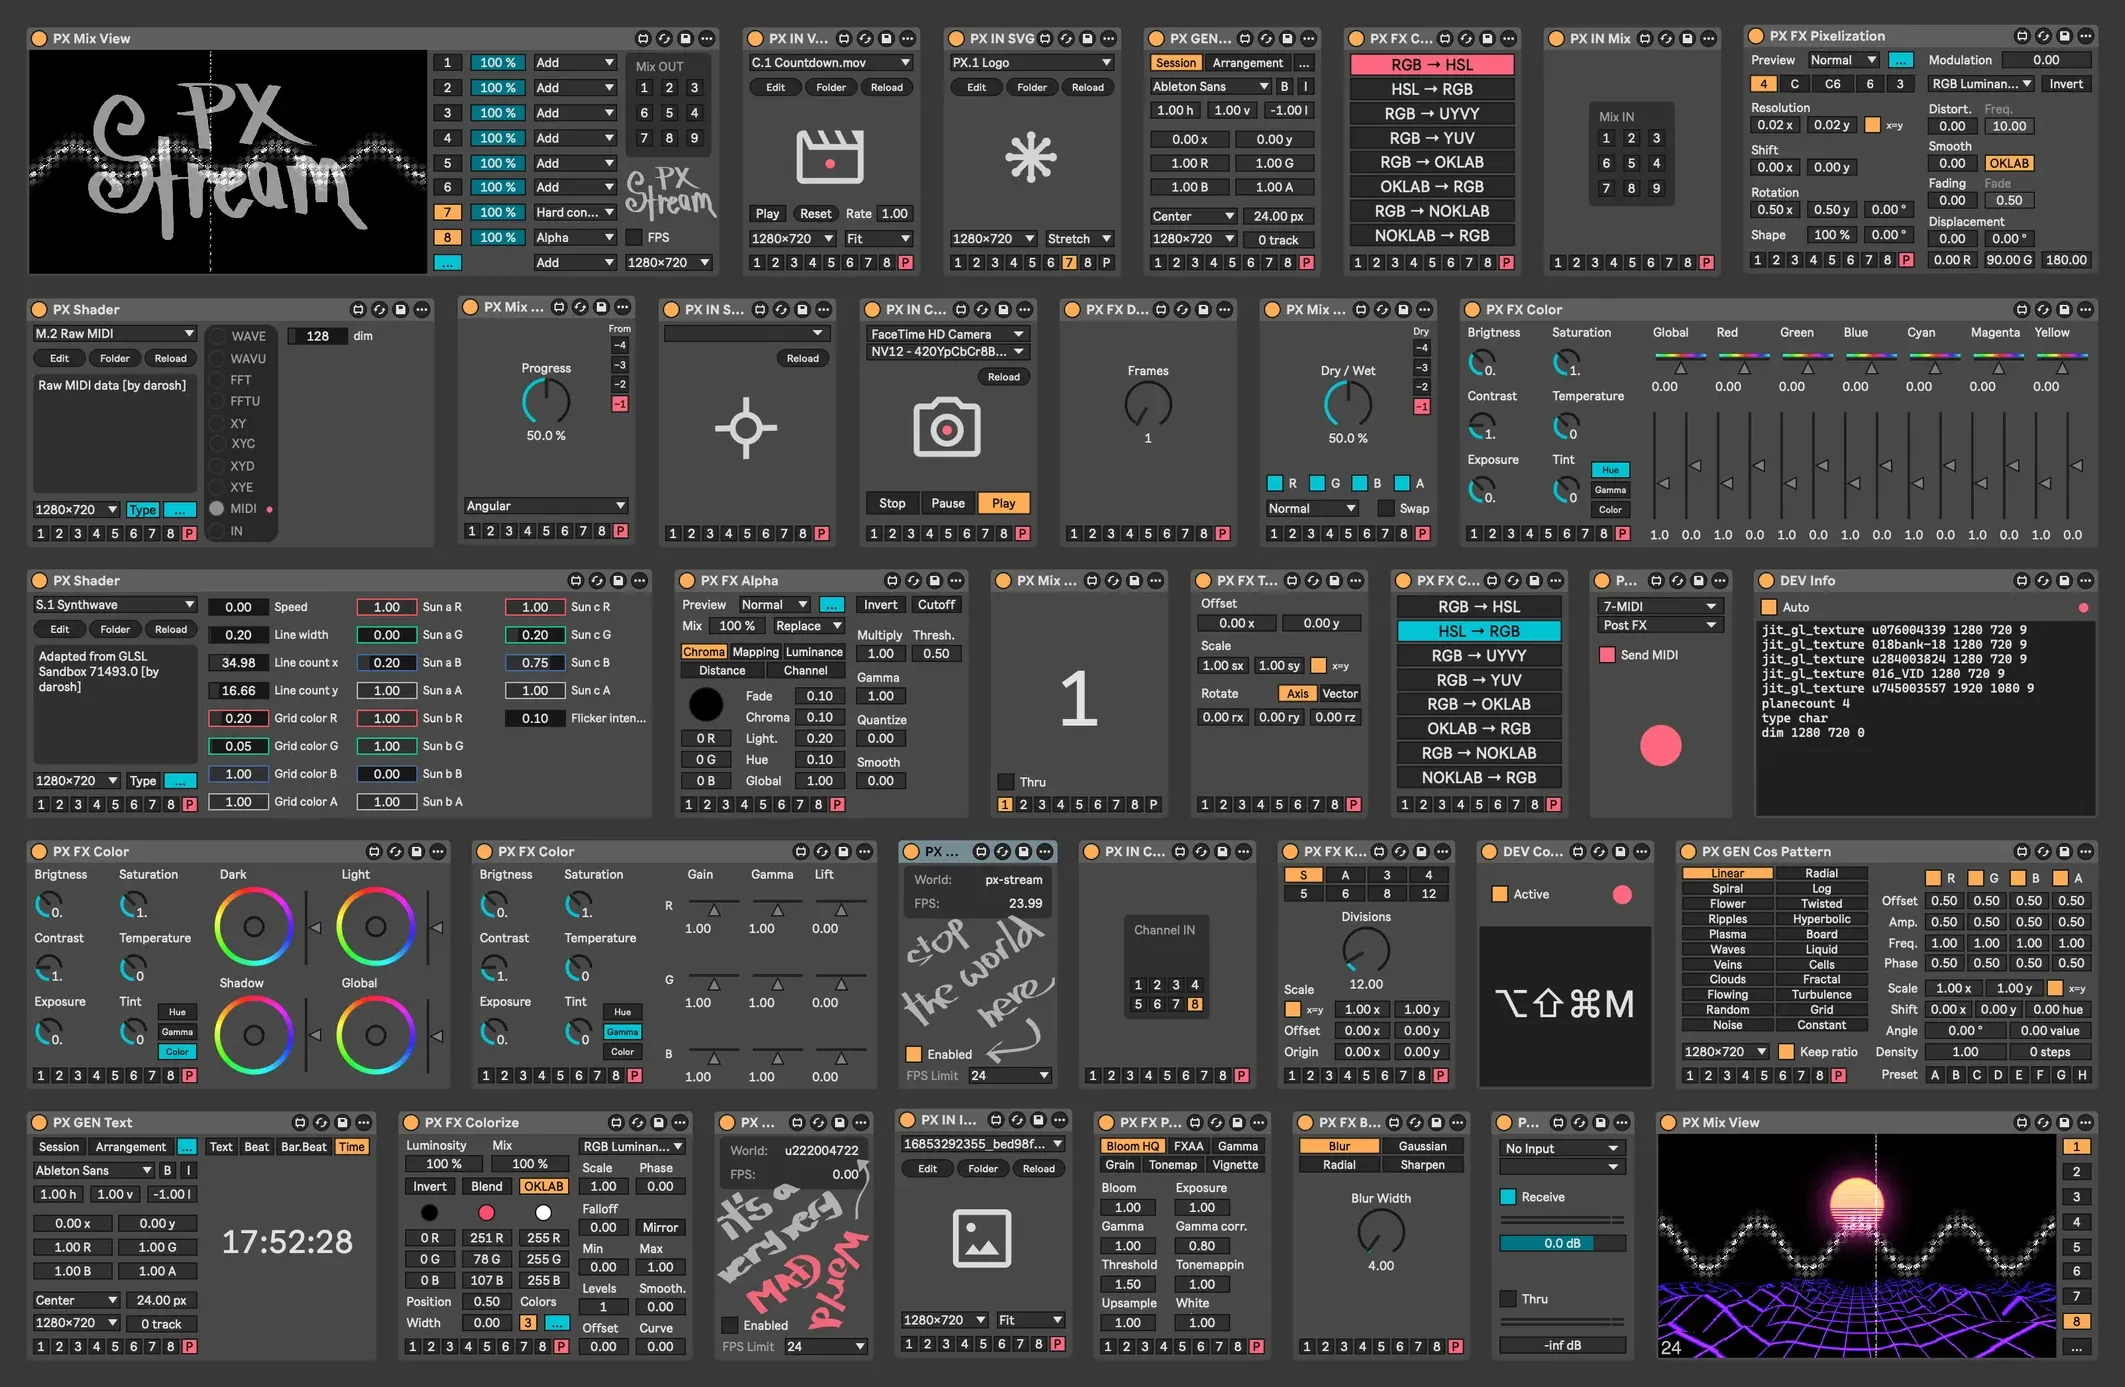 PX Mix View
PX
Stream
1 100 % Add
2 100 % Add
3 100 % Add
4 100 % Add
5 100 % Add
6 100 % Add
7 100 % Hard con...
8 100 % Alpha
... Add
Mix OUT
1 2 3
6 5 4
7 8 9
PX
Stream
FPS
1280×720
PX IN V...
C.1 Countdown.mov
Edit Folder Reload
Play Reset Rate 1.00
1280×720 Fit
1 2 3 4 5 6 7 8 P
PX IN SVG
PX.1 Logo
Edit Folder Reload
1280×720 Stretch
1 2 3 4 5 6 7 8 P
PX GEN...
Session Arrangement ...
Ableton Sans B I
1.00 h 1.00 v -1.00 l
0.00 x 0.00 y
1.00 R 1.00 G
1.00 B 1.00 A
Center 24.00 px
1280×720 0 track
1 2 3 4 5 6 7 8 P
PX FX C...
RGB → HSL
HSL → RGB
RGB → UYVY
RGB → YUV
RGB → OKLAB
OKLAB → RGB
RGB → NOKLAB
NOKLAB → RGB
1 2 3 4 5 6 7 8 P
PX IN Mix
Mix IN
1 2 3
6 5 4
7 8 9
1 2 3 4 5 6 7 8 P
PX FX Pixelization
Preview Normal ... Modulation 0.00
4 C C6 6 3 RGB Luminan... Invert
Resolution Distort. Freq.
0.02 x 0.02 y x=y 0.00 10.00
Shift Smooth
0.00 x 0.00 y 0.00 OKLAB
Rotation Fading Fade
0.50 x 0.50 y 0.00 ° 0.00 0.50
Displacement
Shape 100 % 0.00 ° 0.00 0.00 °
1 2 3 4 5 6 7 8 P 0.00 R 90.00 G 180.00
PX Shader
M.2 Raw MIDI
Edit Folder Reload
Raw MIDI data [by darosh]
1280×720 Type ...
1 2 3 4 5 6 7 8 P
WAVE
WAVU
FFT
FFTU
XY
XYC
XYD
XYE
MIDI
IN
128 dim
PX Mix ...
From
-4
-3
-2
-1
Progress
50.0 %
Angular
1 2 3 4 5 6 7 8 P
PX IN S...
Reload
1 2 3 4 5 6 7 8 P
PX IN C...
FaceTime HD Camera
NV12 - 420YpCbCr8B...
Reload
Stop Pause Play
1 2 3 4 5 6 7 8 P
PX FX D...
Frames
1
1 2 3 4 5 6 7 8 P
PX Mix ...
Dry
-4
-3
-2
-1
Dry / Wet
50.0 %
R G B A
Normal Swap
1 2 3 4 5 6 7 8 P
PX FX Color
Brigtness Saturation Global Red Green Blue Cyan Magenta Yellow
0. 1.
0.00 0.00 0.00 0.00 0.00 0.00 0.00
Contrast Temperature
1. 0
Exposure Tint
0. 0
Hue
Gamma
Color
1 2 3 4 5 6 7 8 P
1.0 0.0 1.0 0.0 1.0 0.0 1.0 0.0 1.0 0.0 1.0 0.0 1.0 0.0
PX Shader
S.1 Synthwave
Edit Folder Reload
Adapted from GLSL
Sandbox 71493.0 [by
darosh]
1280×720 Type ...
1 2 3 4 5 6 7 8 P
0.00 Speed 1.00 Sun a R 1.00 Sun c R
0.20 Line width 0.00 Sun a G 0.20 Sun c G
34.98 Line count x 0.20 Sun a B 0.75 Sun c B
16.66 Line count y 1.00 Sun a A 1.00 Sun c A
0.20 Grid color R 1.00 Sun b R 0.10 Flicker inten...
0.05 Grid color G 1.00 Sun b G
1.00 Grid color B 0.00 Sun b B
1.00 Grid color A 1.00 Sun b A
PX FX Alpha
Preview Normal ... Invert Cutoff
Mix 100 % Replace Multiply Thresh.
Chroma Mapping Luminance 1.00 0.50
Distance Channel Gamma
Fade 0.10 1.00
Chroma 0.10 Quantize
0 R Light. 0.20 0.00
0 G Hue 0.10 Smooth
0 B Global 1.00 0.00
1 2 3 4 5 6 7 8 P
PX Mix ...
1
Thru
1 2 3 4 5 6 7 8 P
PX FX T...
Offset
0.00 x 0.00 y
Scale
1.00 sx 1.00 sy x=y
Rotate Axis Vector
0.00 rx 0.00 ry 0.00 rz
1 2 3 4 5 6 7 8 P
PX FX C...
RGB → HSL
HSL → RGB
RGB → UYVY
RGB → YUV
RGB → OKLAB
OKLAB → RGB
RGB → NOKLAB
NOKLAB → RGB
1 2 3 4 5 6 7 8 P
P...
7-MIDI
Post FX
Send MIDI
DEV Info
Auto
jit_gl_texture u076004339 1280 720 9
jit_gl_texture 018bank-18 1280 720 9
jit_gl_texture u284003824 1280 720 9
jit_gl_texture 016_VID 1280 720 9
jit_gl_texture u745003557 1920 1080 9
planecount 4
type char
dim 1280 720 0
PX FX Color
Brigtness Saturation Dark Light
0. 1.
Contrast Temperature
1. 0
Shadow Global
Exposure Tint
0. 0
Hue
Gamma
Color
1 2 3 4 5 6 7 8 P
PX FX Color
Brigtness Saturation Gain Gamma Lift
0. 1. R
1.00 1.00 0.00
Contrast Temperature
1. 0 G
1.00 1.00 0.00
Exposure Tint
0. 0 B
Hue
Gamma
Color
1.00 1.00 0.00
1 2 3 4 5 6 7 8 P
PX ...
World: px-stream
FPS: 23.99
stop
the world
here
Enabled
FPS Limit 24
PX IN C...
Channel IN
1 2 3 4
5 6 7 8
1 2 3 4 5 6 7 8 P
PX FX K...
S A 3 4
5 6 8 12
Divisions
12.00
Scale
x=y 1.00 x 1.00 y
Offset 0.00 x 0.00 y
Origin 0.00 x 0.00 y
1 2 3 4 5 6 7 8 P
DEV Co...
Active
⌥⇧⌘M
PX GEN Cos Pattern
Linear Radial
Spiral Log
Flower Twisted
Ripples Hyperbolic
Plasma Board
Waves Liquid
Veins Cells
Clouds Fractal
Flowing Turbulence
Random Grid
Noise Constant
1280×720 Keep ratio
1 2 3 4 5 6 7 8 P
R G B A
Offset 0.50 0.50 0.50 0.50
Amp. 0.50 0.50 0.50 0.50
Freq. 1.00 1.00 1.00 1.00
Phase 0.50 0.50 0.50 0.50
Scale 1.00 x 1.00 y x=y
Shift 0.00 x 0.00 y 0.00 hue
Angle 0.00 ° 0.00 value
Density 1.00 0 steps
Preset A B C D E F G H
PX GEN Text
Session Arrangement ... Text Beat Bar.Beat Time
Ableton Sans B I
1.00 h 1.00 v -1.00 l
0.00 x 0.00 y
1.00 R 1.00 G
1.00 B 1.00 A
Center 24.00 px
1280×720 0 track
1 2 3 4 5 6 7 8 P
17:52:28
PX FX Colorize
Luminosity Mix RGB Luminan...
100 % 100 % Scale Phase
Invert Blend OKLAB 1.00 0.00
Falloff
0.00 Mirror
0 R 251 R 255 R Min Max
0 G 78 G 255 G 0.00 1.00
0 B 107 B 255 B Levels Smooth.
Position 0.50 Colors 1 0.00
Width 0.00 3 ... Offset Curve
1 2 3 4 5 6 7 8 P 0.00 0.00
PX ...
World: u222004722
FPS: 0.00
it's a
very very
MAD
World
Enabled
FPS Limit 24
PX IN I...
16853292355_bed98f...
Edit Folder Reload
1280×720 Fit
1 2 3 4 5 6 7 8 P
PX FX P...
Bloom HQ FXAA Gamma
Grain Tonemap Vignette
Bloom Exposure
1.00 1.00
Gamma Gamma corr.
1.00 0.80
Threshold Tonemappin
1.50 1.00
Upsample White
1.00 1.00
1 2 3 4 5 6 7 8 P
PX FX B...
Blur Gaussian
Radial Sharpen
Blur Width
4.00
1 2 3 4 5 6 7 8 P
P...
No Input
Receive
0.0 dB
Thru
-inf dB
PX Mix View
24
1
2
3
4
5
6
7
8
...